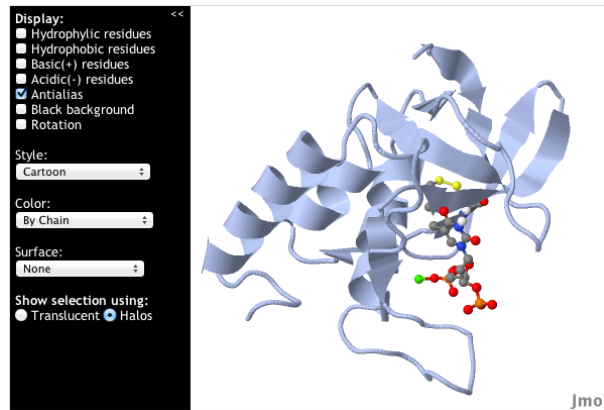 <<
Display:
Hydrophylic residues
Hydrophobic residues
Basic(+) residues
Acidic(-) residues
Antialias
Black background
Rotation
Style:
Cartoon
Color:
By Chain
Surface:
None
Show selection using:
Translucent Halos
Jmo